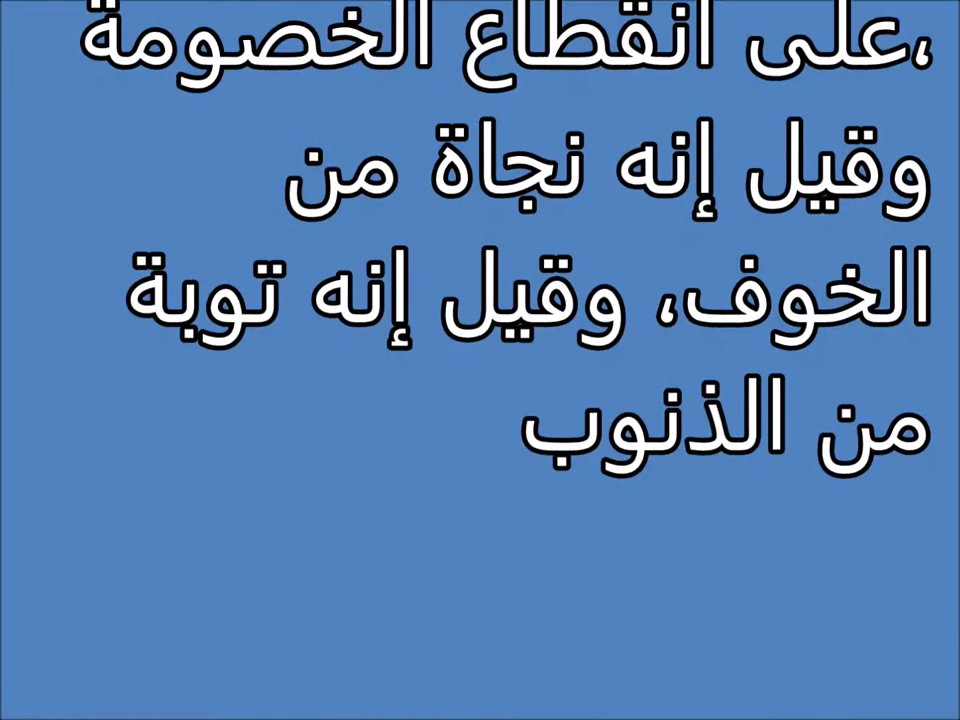 ،على انقطاع الخصومة
وقيل إنه نجاة من
الخوف، وقيل إنه توبة
من الذنوب